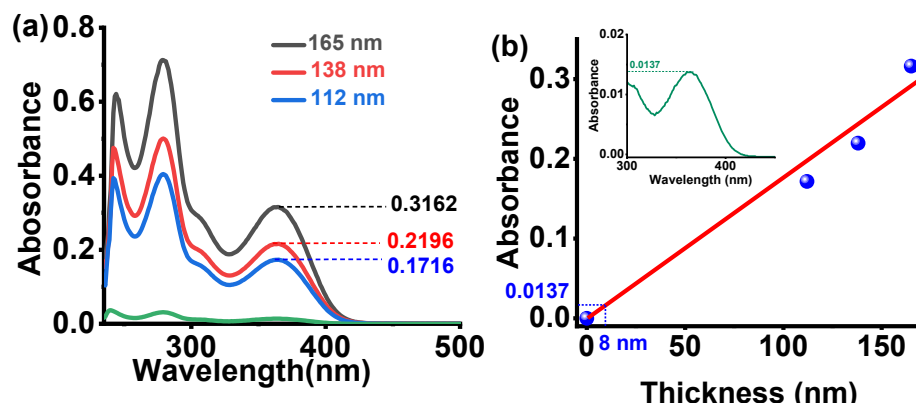 (a)
Abosorbance
0.8
0.6
0.4
0.2
0.0
165 nm
138 nm
112 nm
0.3162
0.2196
0.1716
300
400
500
Wavelength(nm)
(b)
Absorbance
0.3
0.2
0.1
0.0
0.0137
8 nm
0
50
100
150
Thickness (nm)
Absorbance
0.02
0.01
0.00
0.0137
300
400
Wavelength (nm)